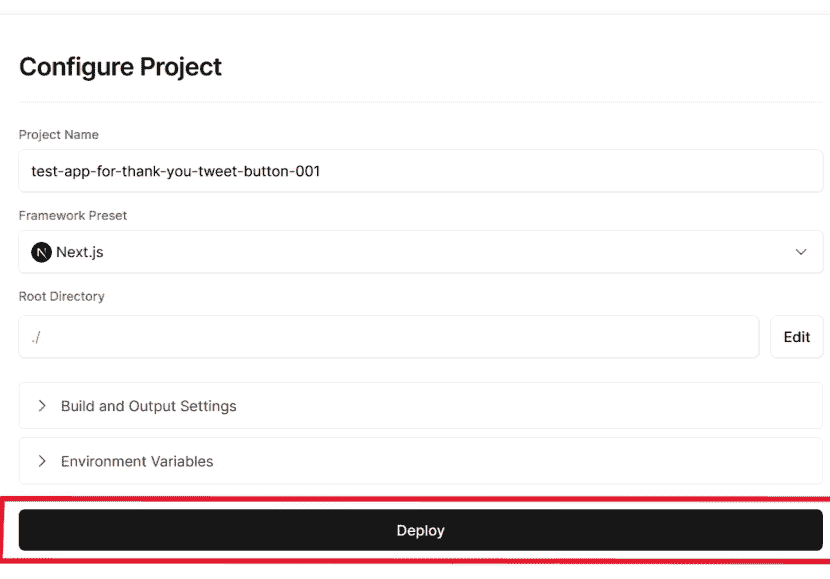 Configure Project
Project Name
test-app-for-thank-you-tweet-button-001
Framework Preset
N Next.js
Root Directory
./
Edit
Build and Output Settings
Environment Variables
Deploy